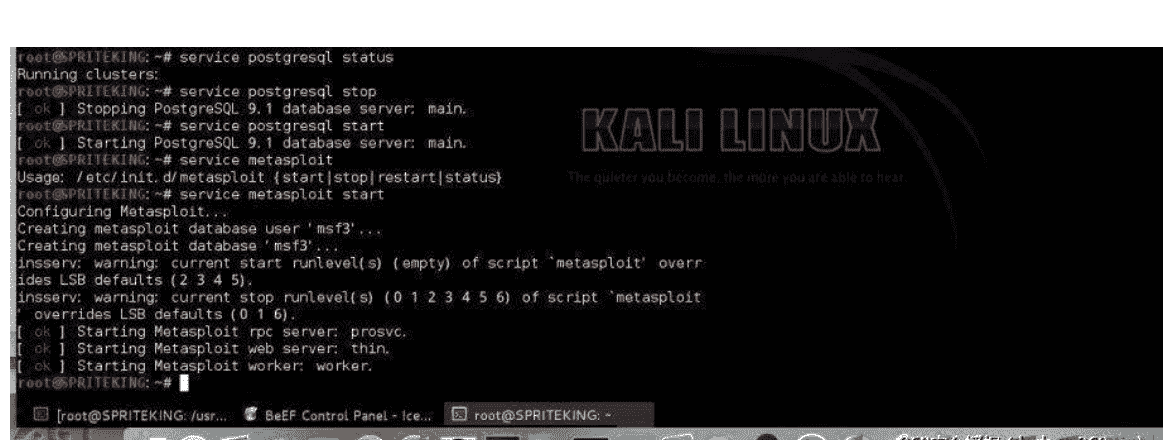 root@SPRITEKING: ~# service postgresql status
Running clusters:
root@SPRITEKING: ~# service postgresql stop
[ ok ] Stopping PostgreSQL 9.1 database server: main.
root@SPRITEKING: ~# service postgresql start
[ ok ] Starting PostgreSQL 9.1 database server: main.
root@SPRITEKING: ~# service metasploit
Usage: /etc/init.d/metasploit {start|stop|restart|status}
root@SPRITEKING: ~# service metasploit start
Configuring Metasploit...
Creating metasploit database user 'msf3'...
Creating metasploit database 'msf3'...
insserv: warning: current start runlevel(s) (empty) of script `metasploit' overr
ides LSB defaults (2 3 4 5).
insserv: warning: current stop runlevel(s) (0 1 2 3 4 5 6) of script `metasploit
' overrides LSB defaults (0 1 6).
[ ok ] Starting Metasploit rpc server: prosvc.
[ ok ] Starting Metasploit web server: thin.
[ ok ] Starting Metasploit worker: worker.
root@SPRITEKING: ~#
KALI LINUX
The quieter you become, the more you are able to hear.
[root@SPRITEKING: /usr...
BeEF Control Panel - Ice...
root@SPRITEKING: ~